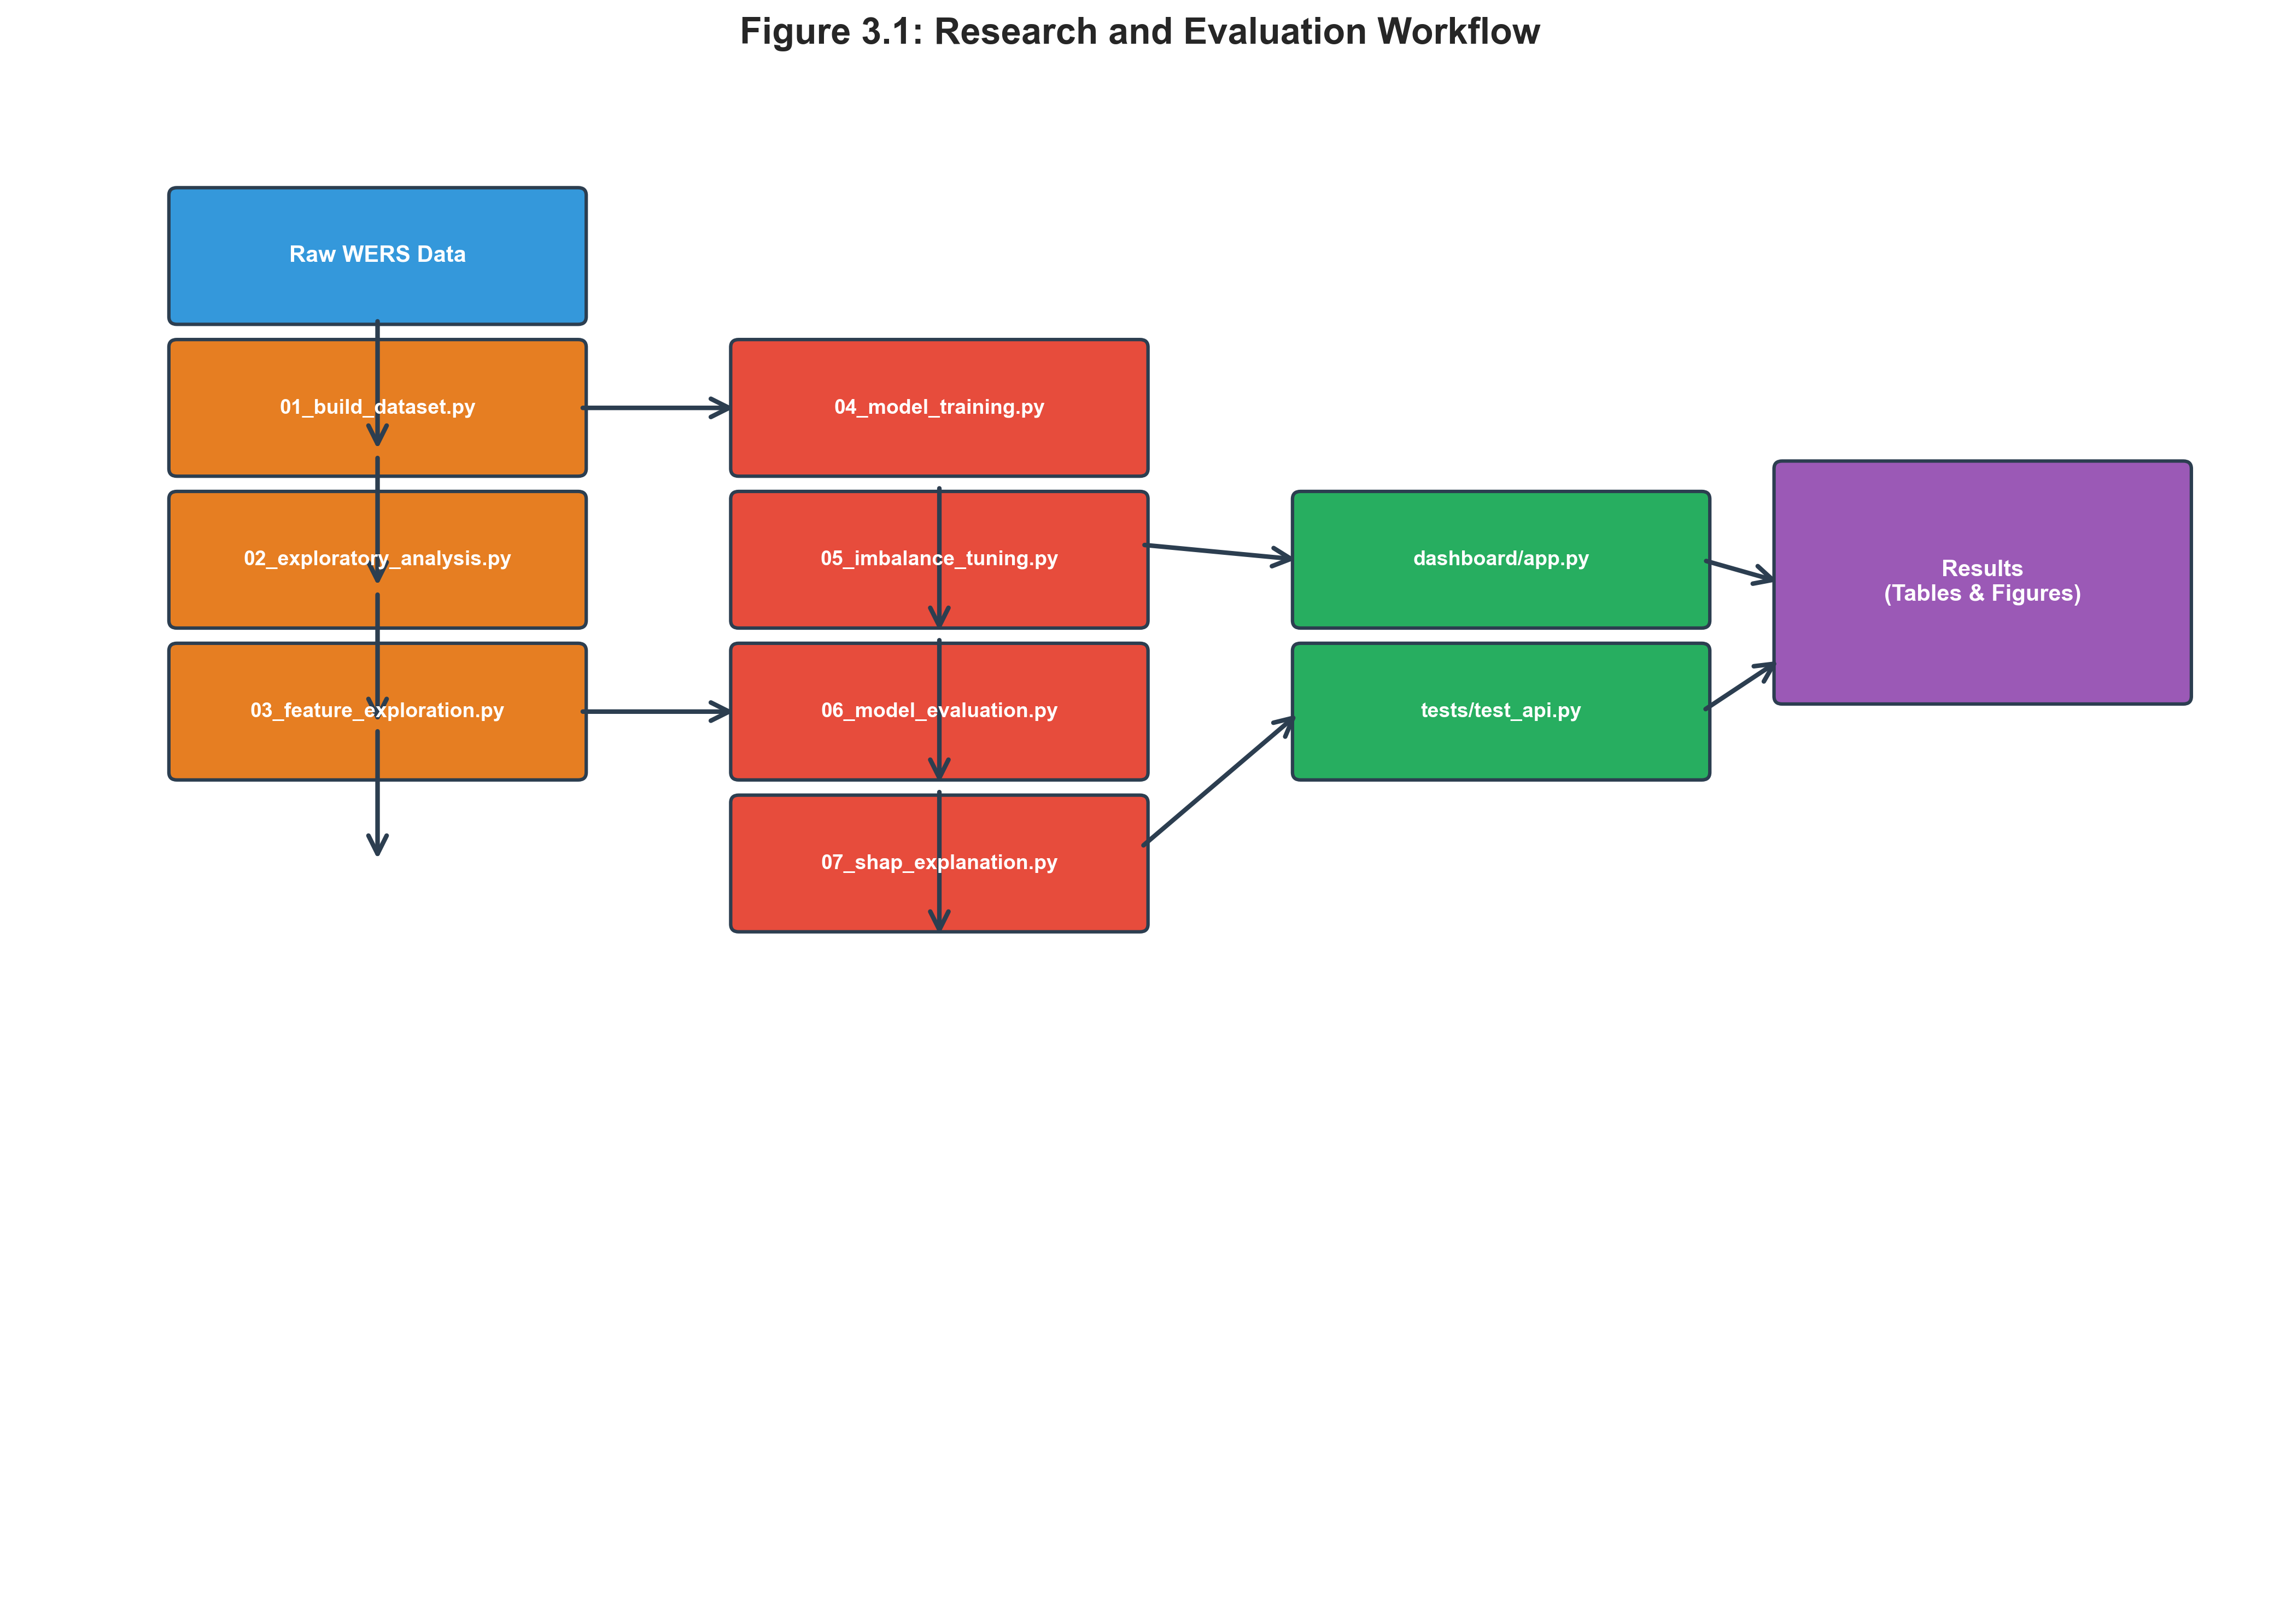 Figure 3.1: Research and Evaluation Workflow
Raw WERS Data
01_build_dataset.py
02_exploratory_analysis.py
03_feature_exploration.py
04_model_training.py
05_imbalance_tuning.py
06_model_evaluation.py
07_shap_explanation.py
dashboard/app.py
tests/test_api.py
Results
(Tables & Figures)